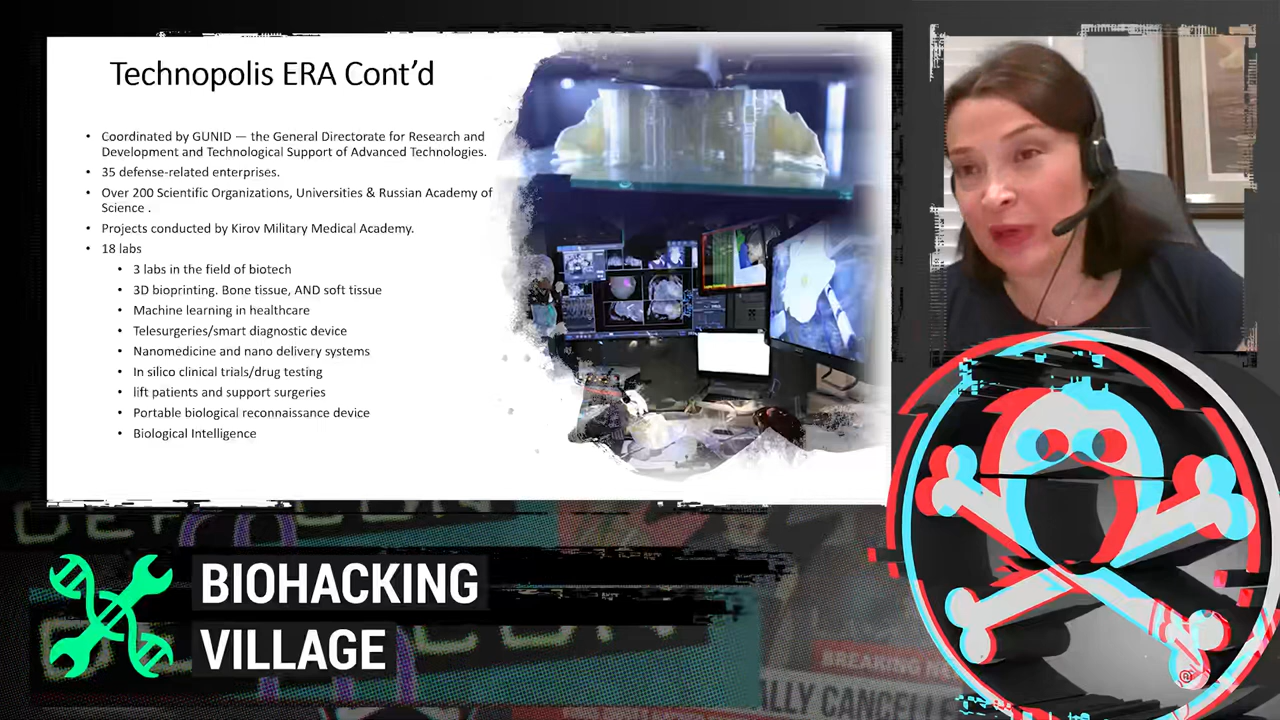 Technopolis ERA Cont’d
• Coordinated by GUNID — the General Directorate for Research and
Development and Technological Support of Advanced Technologies.
• 35 defense-related enterprises.
• Over 200 Scientific Organizations, Universities & Russian Academy of
Science .
• Projects conducted by Kirov Military Medical Academy.
• 18 labs
• 3 labs in the field of biotech
• 3D bioprinting. Bone tissue, AND soft tissue
• Machine learning in healthcare
• Telesurgeries/smart diagnostic device
• Nanomedicine and nano delivery systems
• In silico clinical trials/drug testing
• lift patients and support surgeries
• Portable biological reconnaissance device
• Biological Intelligence
BIOHACKING
VILLAGE
BREAKING
ALLY CANCELLE
®